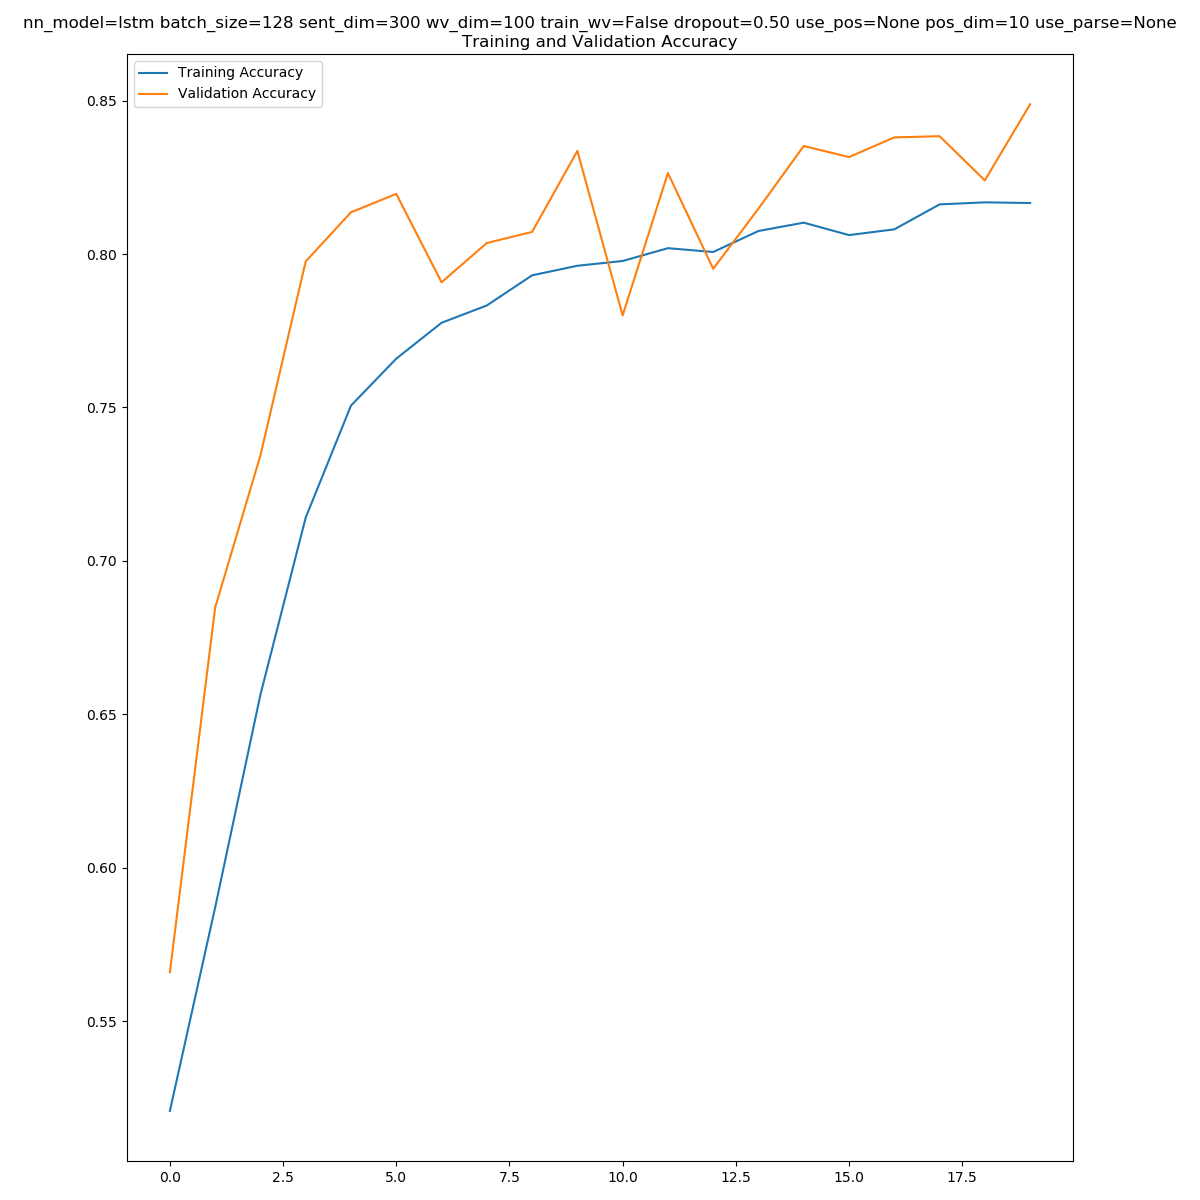 nn_model=lstm batch_size=128 sent_dim=300 wv_dim=100 train_wv=False dropout=0.50 use_pos=None pos_dim=10 use_parse=None
Training and Validation Accuracy
Training Accuracy
Validation Accuracy
0.85
0.80
0.75
0.70
0.65
0.60
0.55
0.0 2.5 5.0 7.5 10.0 12.5 15.0 17.5